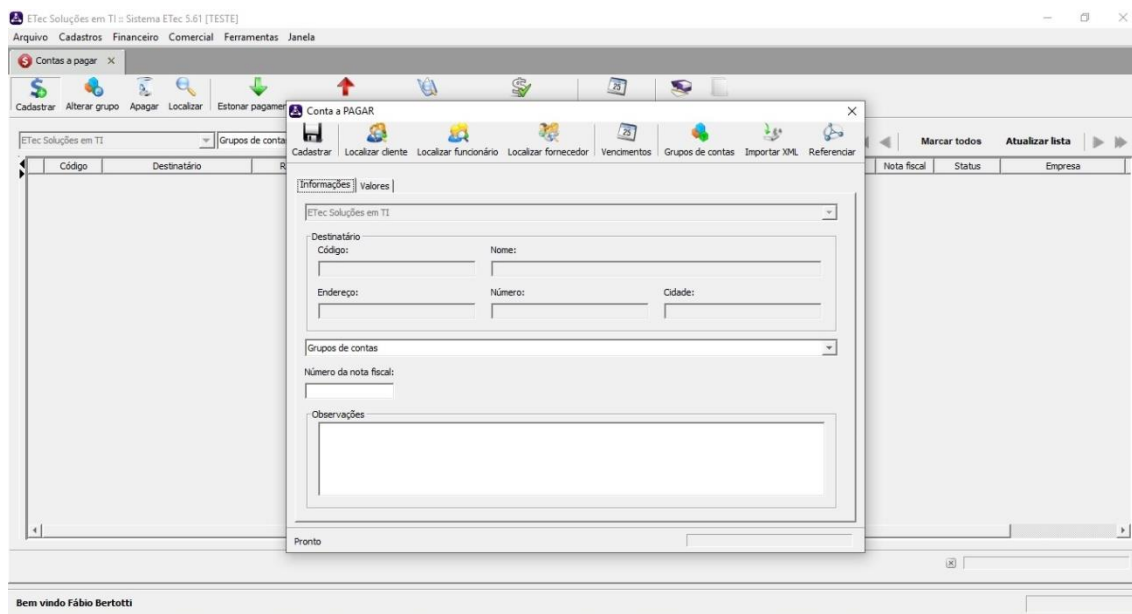 ETec Soluções em TI :: Sistema ETec 5.61 [TESTE]
Arquivo Cadastros Financeiro Comercial Ferramentas Janela
Contas a pagar
Cadastrar Alterar grupo Apagar Localizar Estonar
ETec Soluções em TI
Marcar todos Atualizar lista
Código Destinatário
Nota fiscal Status Empresa
Conta a PAGAR
Cadastrar Localizar cliente Localizar funcionário Localizar fornecedor Vencimentos Grupos de contas Importar XML Referenciar
Informações Valores
ETec Soluções em TI
Destinatário
Código: Nome:
Endereço: Número: Cidade:
Grupos de contas
Número da nota fiscal:
Observações
Pronto
Bem vindo Fábio Bertotti